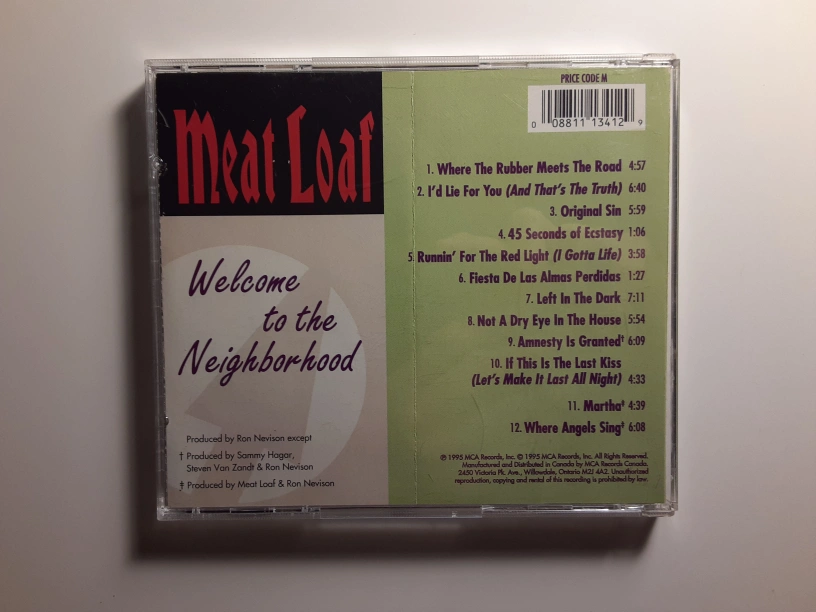 Meat Loaf
Welcome
to the
Neighborhood
Produced by Ron Nevison except
† Produced by Sammy Hagar,
Steven Van Zandt & Ron Nevison
‡ Produced by Meat Loaf & Ron Nevison
PRICE CODE M
0 08811 13412 9
1. Where The Rubber Meets The Road 4:57
2. I'd Lie For You (And That's The Truth) 6:40
3. Original Sin 5:59
4. 45 Seconds of Ecstasy 1:06
5. Runnin' For The Red Light (I Gotta Life) 3:58
6. Fiesta De Las Almas Perdidas 1:27
7. Left In The Dark 7:11
8. Not A Dry Eye In The House 5:54
9. Amnesty Is Granted† 6:09
10. If This Is The Last Kiss
(Let's Make It Last All Night) 4:33
11. Martha‡ 4:39
12. Where Angels Sing‡ 6:08
℗ 1995 MCA Records, Inc. © 1995 MCA Records, Inc. All Rights Reserved.
Manufactured and Distributed in Canada by MCA Records Canada.
2450 Victoria Pk. Ave., Willowdale, Ontario M2J 4A2. Unauthorized
reproduction, copying and rental of this recording is prohibited by law.